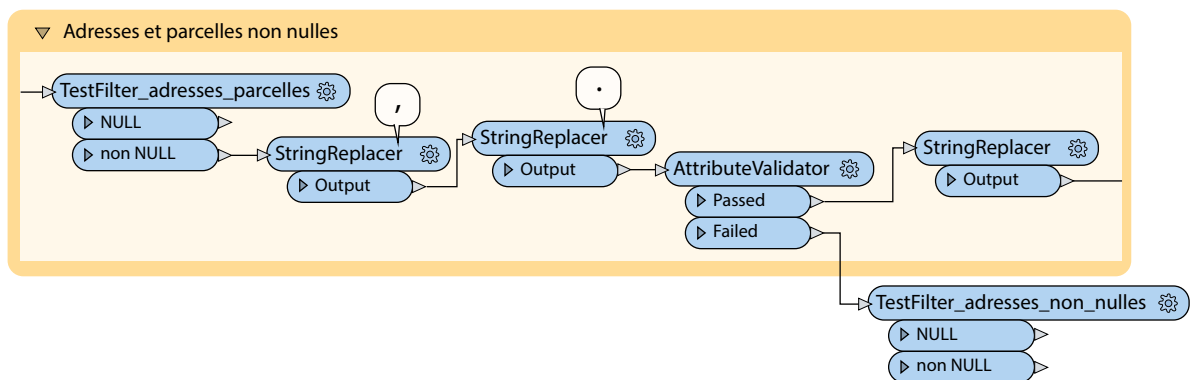 Adresses et parcelles non nulles
TestFilter_adresses_parcelles
NULL
non NULL
,
StringReplacer
Output
.
StringReplacer
Output
AttributeValidator
Passed
Failed
StringReplacer
Output
TestFilter_adresses_non_nulles
NULL
non NULL